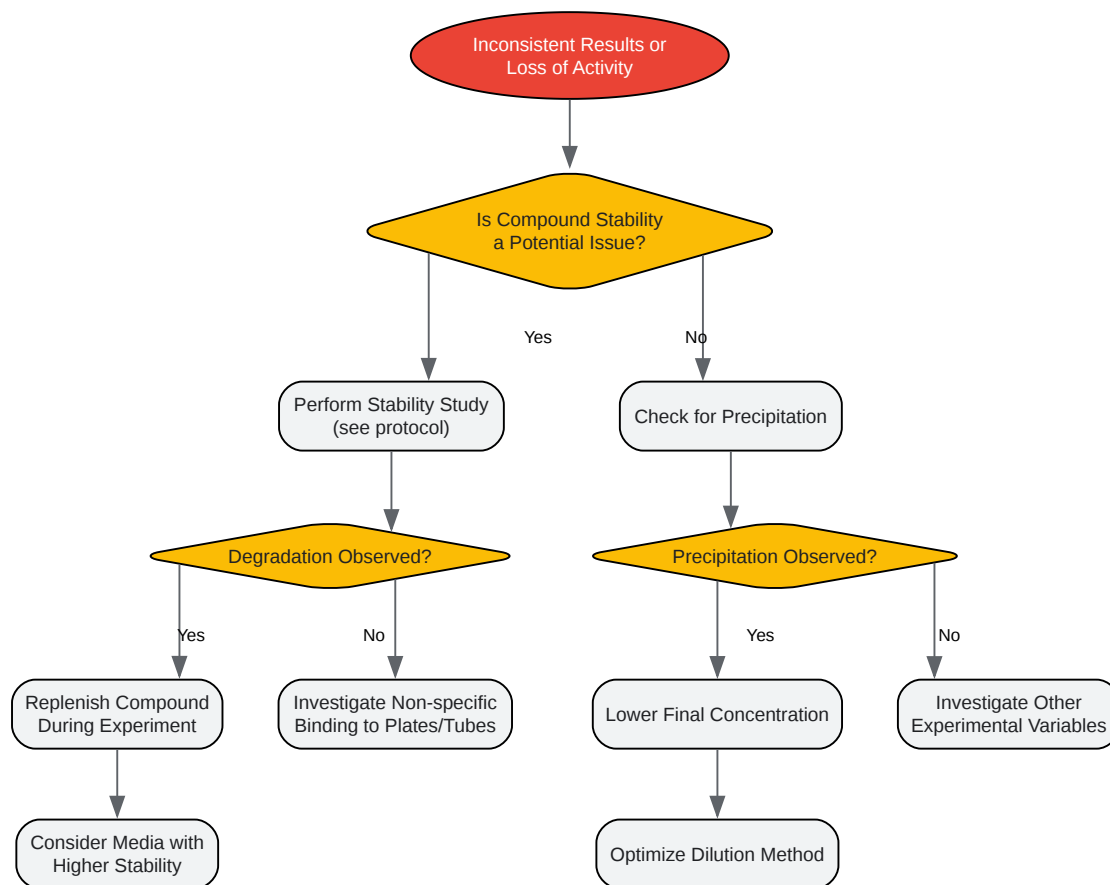 Inconsistent Results or
Loss of Activity
Is Compound Stability
a Potential Issue?
Yes
No
Perform Stability Study
(see protocol)
Check for Precipitation
Degradation Observed?
Precipitation Observed?
Yes
No
Yes
No
Replenish Compound
During Experiment
Investigate Non-specific
Binding to Plates/Tubes
Lower Final Concentration
Investigate Other
Experimental Variables
Consider Media with
Higher Stability
Optimize Dilution Method